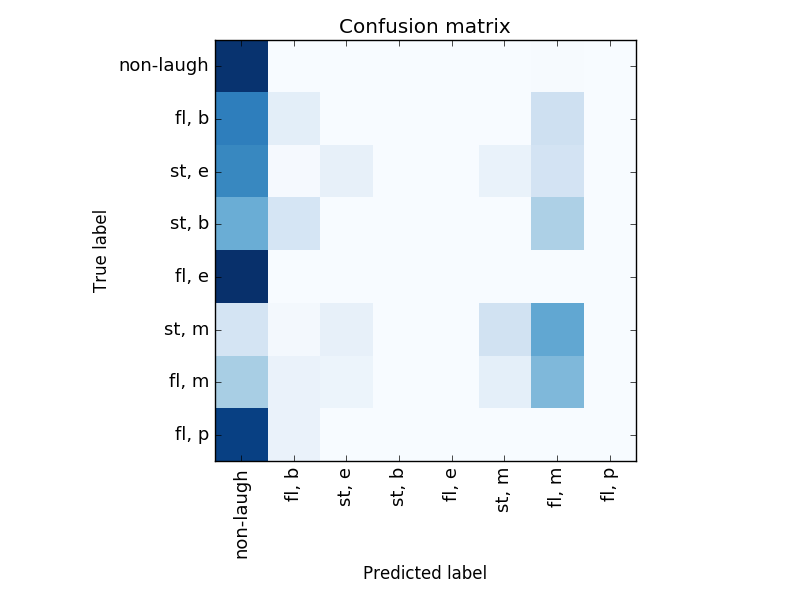 Confusion matrix
True label
non-laugh
fl, b
st, e
st, b
fl, e
st, m
fl, m
fl, p
non-laugh
fl, b
st, e
st, b
fl, e
st, m
fl, m
fl, p
Predicted label